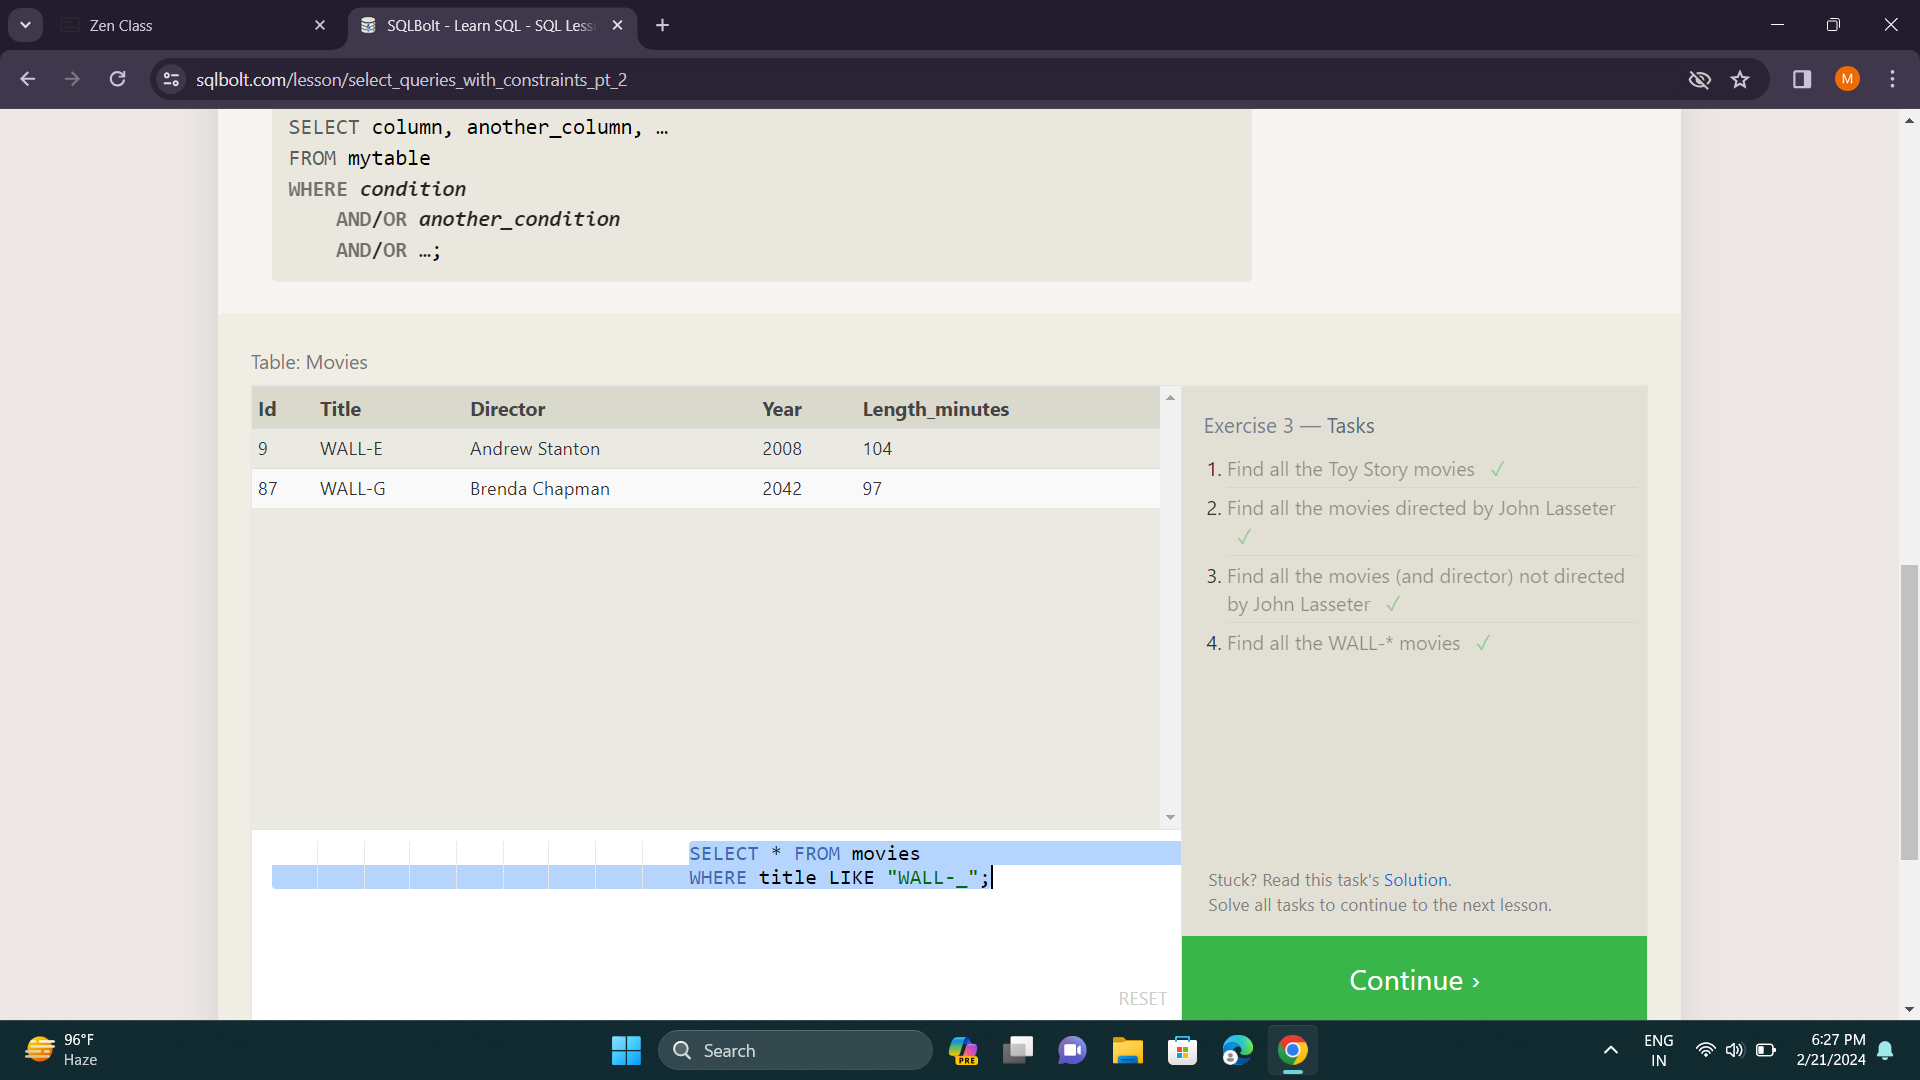 Zen Class
SQLBolt - Learn SQL - SQL Less
sqlbolt.com/lesson/select_queries_with_constraints_pt_2
M
SELECT column, another_column, …
FROM mytable
WHERE condition
AND/OR another_condition
AND/OR …;
Table: Movies
Id Title Director Year Length_minutes
9 WALL-E Andrew Stanton 2008 104
87 WALL-G Brenda Chapman 2042 97
Exercise 3 — Tasks
1. Find all the Toy Story movies ✓
2. Find all the movies directed by John Lasseter
✓
3. Find all the movies (and director) not directed
by John Lasseter ✓
4. Find all the WALL-* movies ✓
SELECT * FROM movies
WHERE title LIKE "WALL-_";
RESET
Stuck? Read this task's Solution.
Solve all tasks to continue to the next lesson.
Continue ›
96°F
Haze
Search
PRE
ENG
IN
6:27 PM
2/21/2024